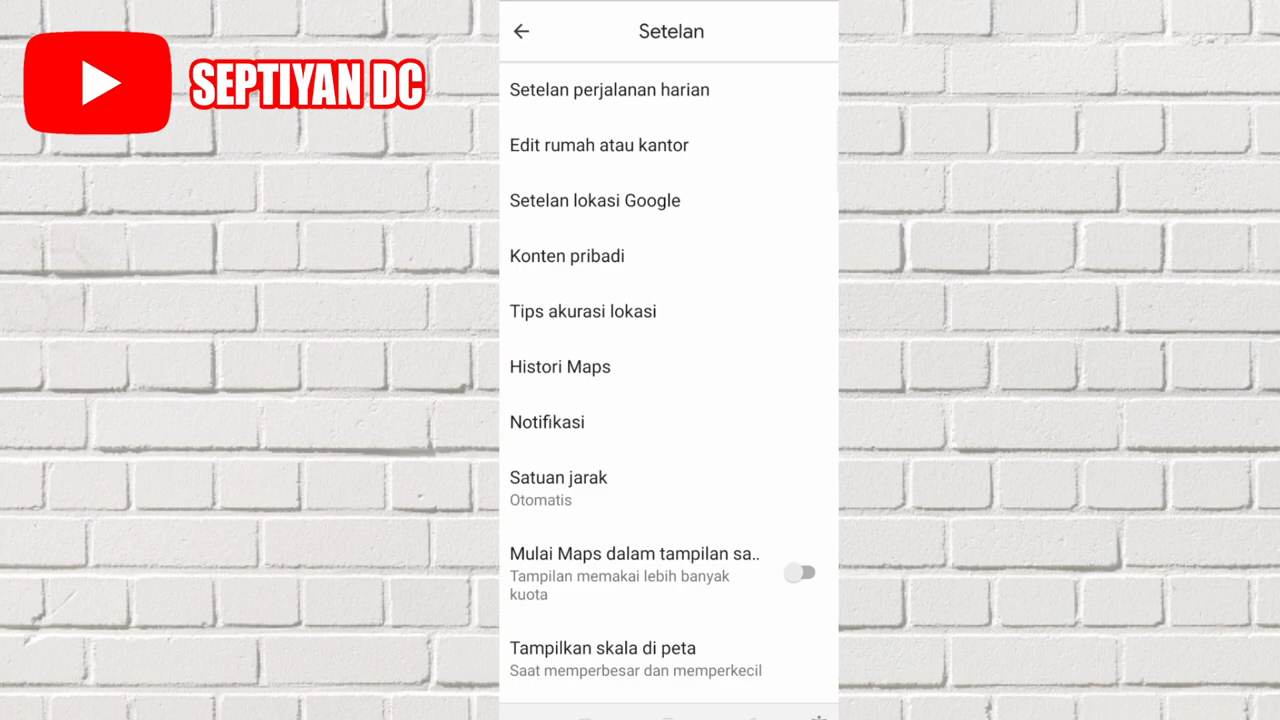 SEPTIYAN DC
Setelan
Setelan perjalanan harian
Edit rumah atau kantor
Setelan lokasi Google
Konten pribadi
Tips akurasi lokasi
Histori Maps
Notifikasi
Satuan jarak
Otomatis
Mulai Maps dalam tampilan sa..
Tampilan memakai lebih banyak
kuota
Tampilkan skala di peta
Saat memperbesar dan memperkecil